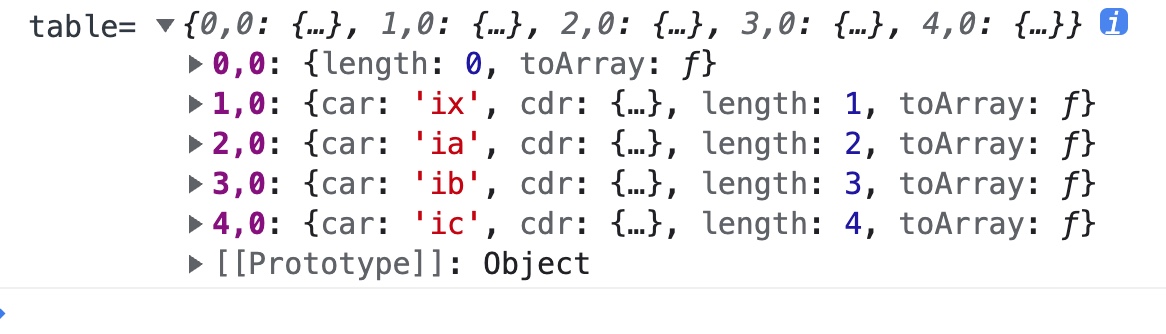 table= ▼{0,0: {…}, 1,0: {…}, 2,0: {…}, 3,0: {…}, 4,0: {…}} i
▶ 0,0: {length: 0, toArray: ƒ}
▶ 1,0: {car: 'ix', cdr: {…}, length: 1, toArray: ƒ}
▶ 2,0: {car: 'ia', cdr: {…}, length: 2, toArray: ƒ}
▶ 3,0: {car: 'ib', cdr: {…}, length: 3, toArray: ƒ}
▶ 4,0: {car: 'ic', cdr: {…}, length: 4, toArray: ƒ}
▶ [[Prototype]]: Object